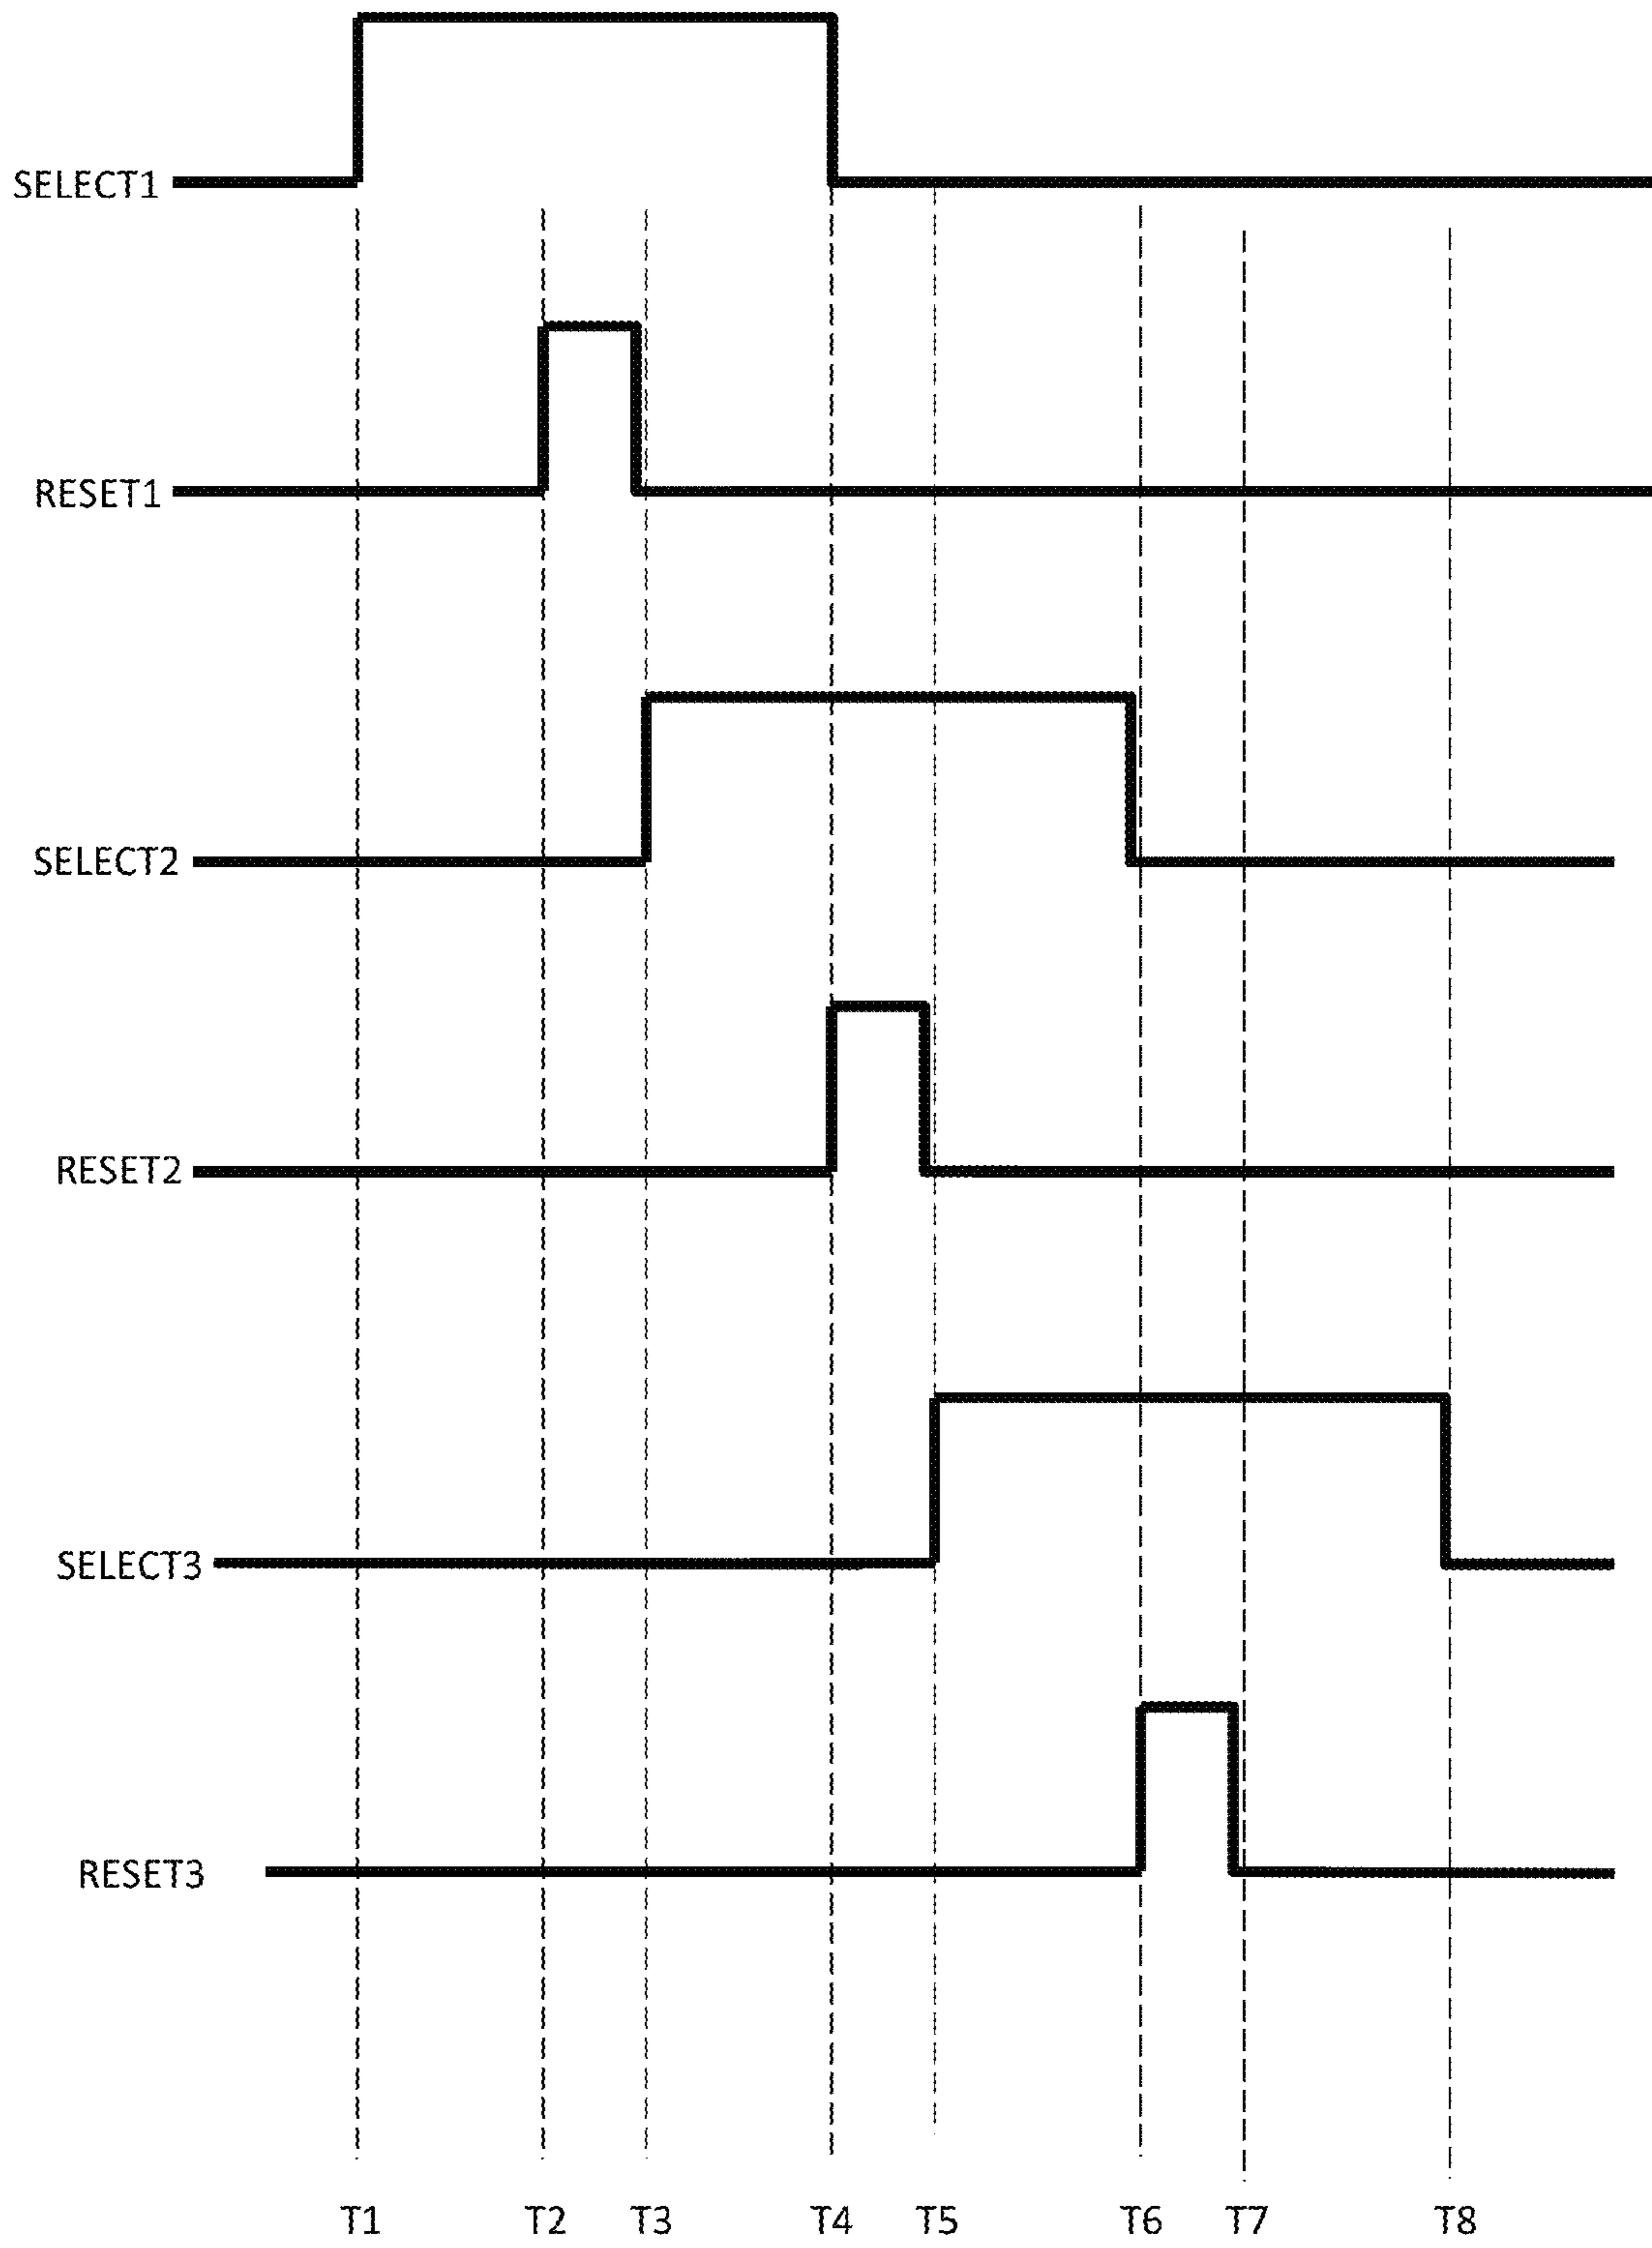 SELECT1
RESET1
SELECT2
RESET2
SELECT3
RESET3
T1 T2 T3 T4 T5 T6 T7 T8